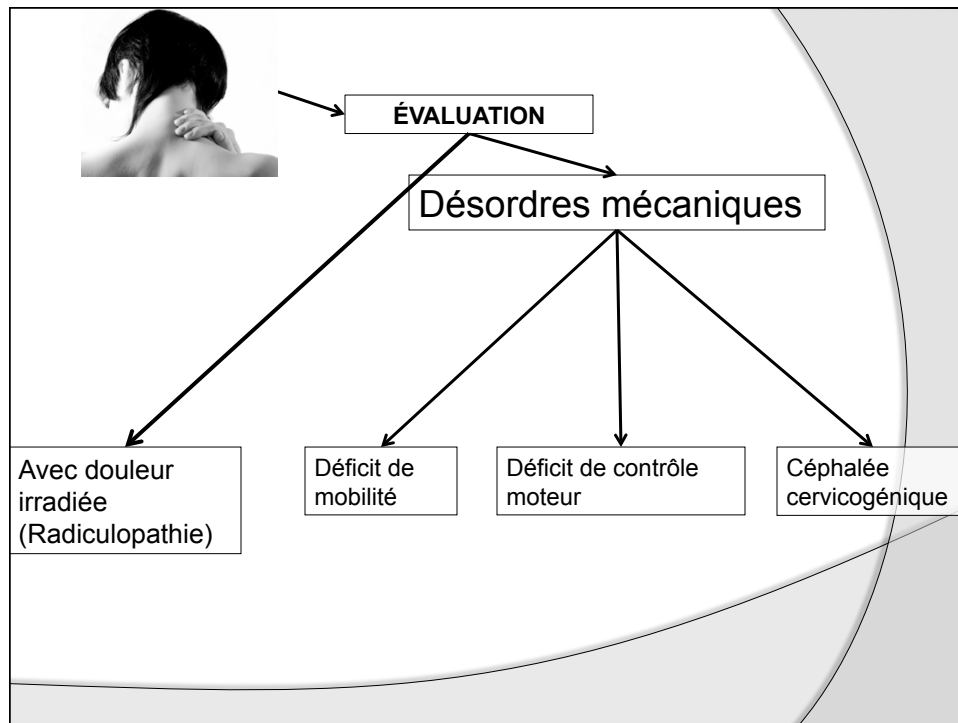 ÉVALUATION
Désordres mécaniques
Avec douleur
irradiée
(Radiculopathie)
Déficit de
mobilité
Déficit de contrôle
moteur
Céphalée
cervicogénique